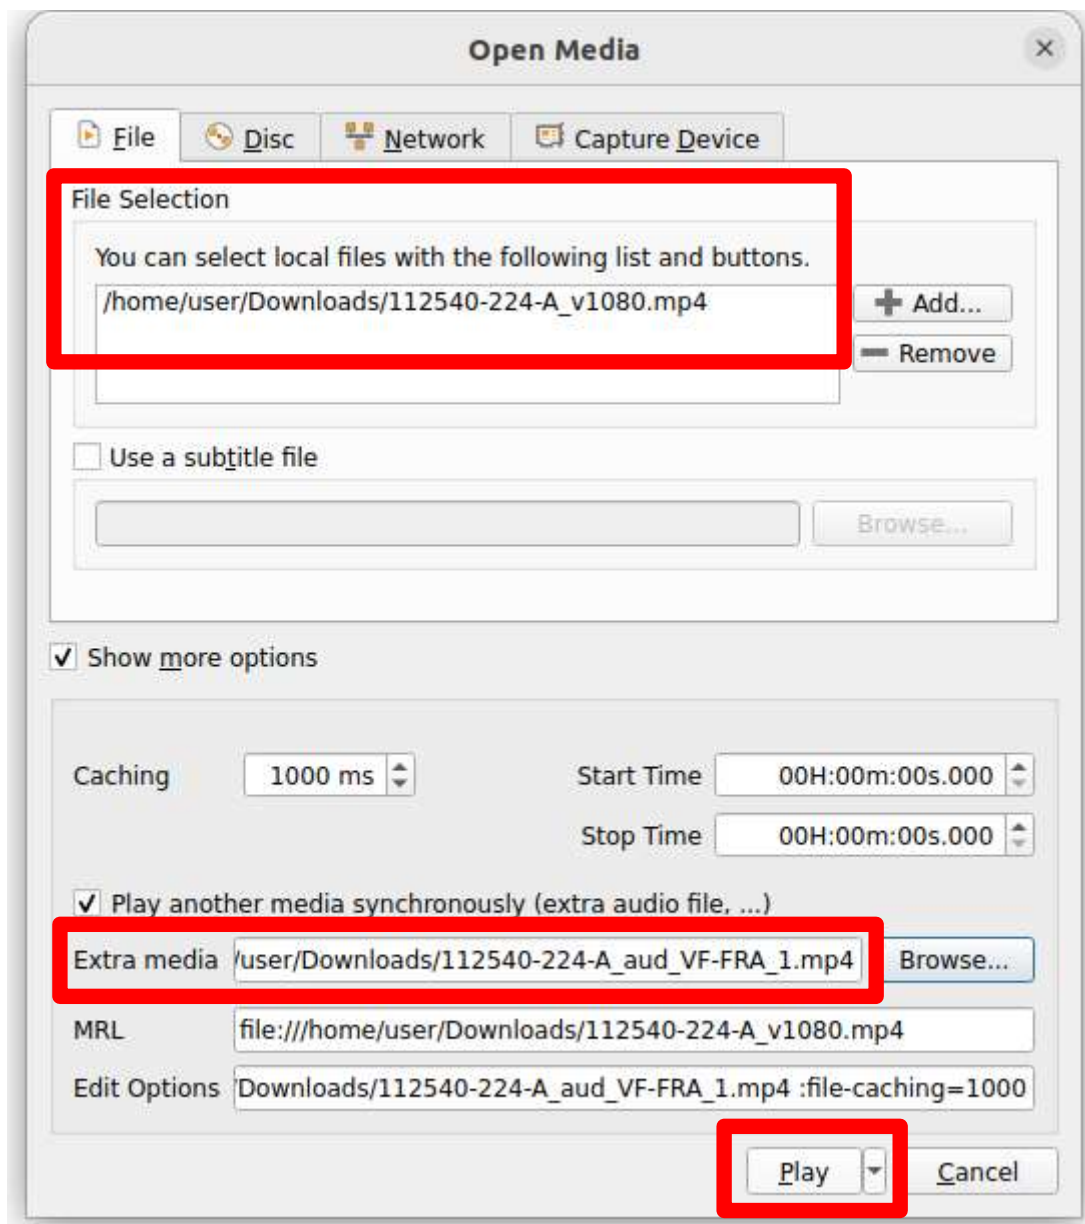 Open Media
File Disc Network Capture Device
File Selection
You can select local files with the following list and buttons.
/home/user/Downloads/112540-224-A_v1080.mp4
Add...
Remove
Use a subtitle file
Browse...
Show more options
Caching 1000 ms Start Time 00H:00m:00s.000
Stop Time 00H:00m:00s.000
Play another media synchronously (extra audio file, ...)
Extra media /user/Downloads/112540-224-A_aud_VF-FRA_1.mp4 Browse...
MRL file:///home/user/Downloads/112540-224-A_v1080.mp4
Edit Options /Downloads/112540-224-A_aud_VF-FRA_1.mp4 :file-caching=1000
Play Cancel